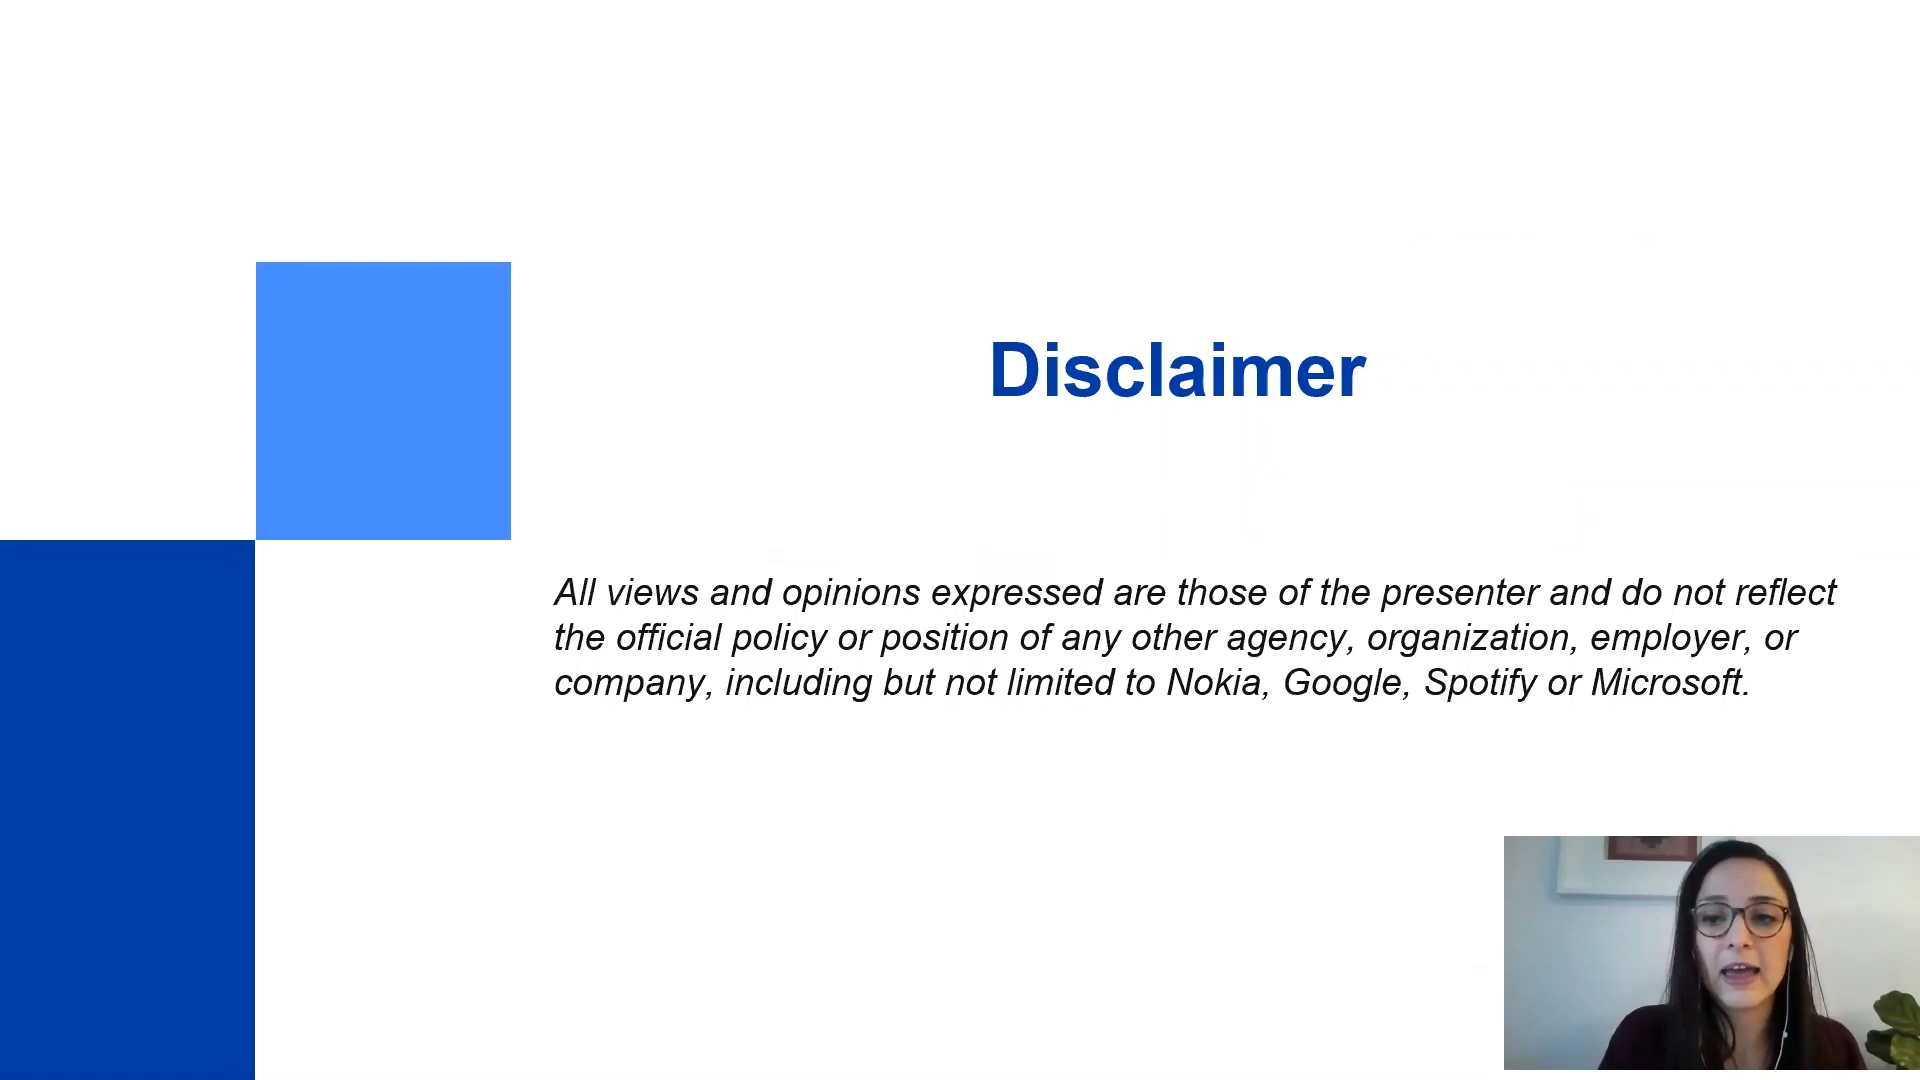 Disclaimer
All views and opinions expressed are those of the presenter and do not reflect
the official policy or position of any other agency, organization, employer, or
company, including but not limited to Nokia, Google, Spotify or Microsoft.